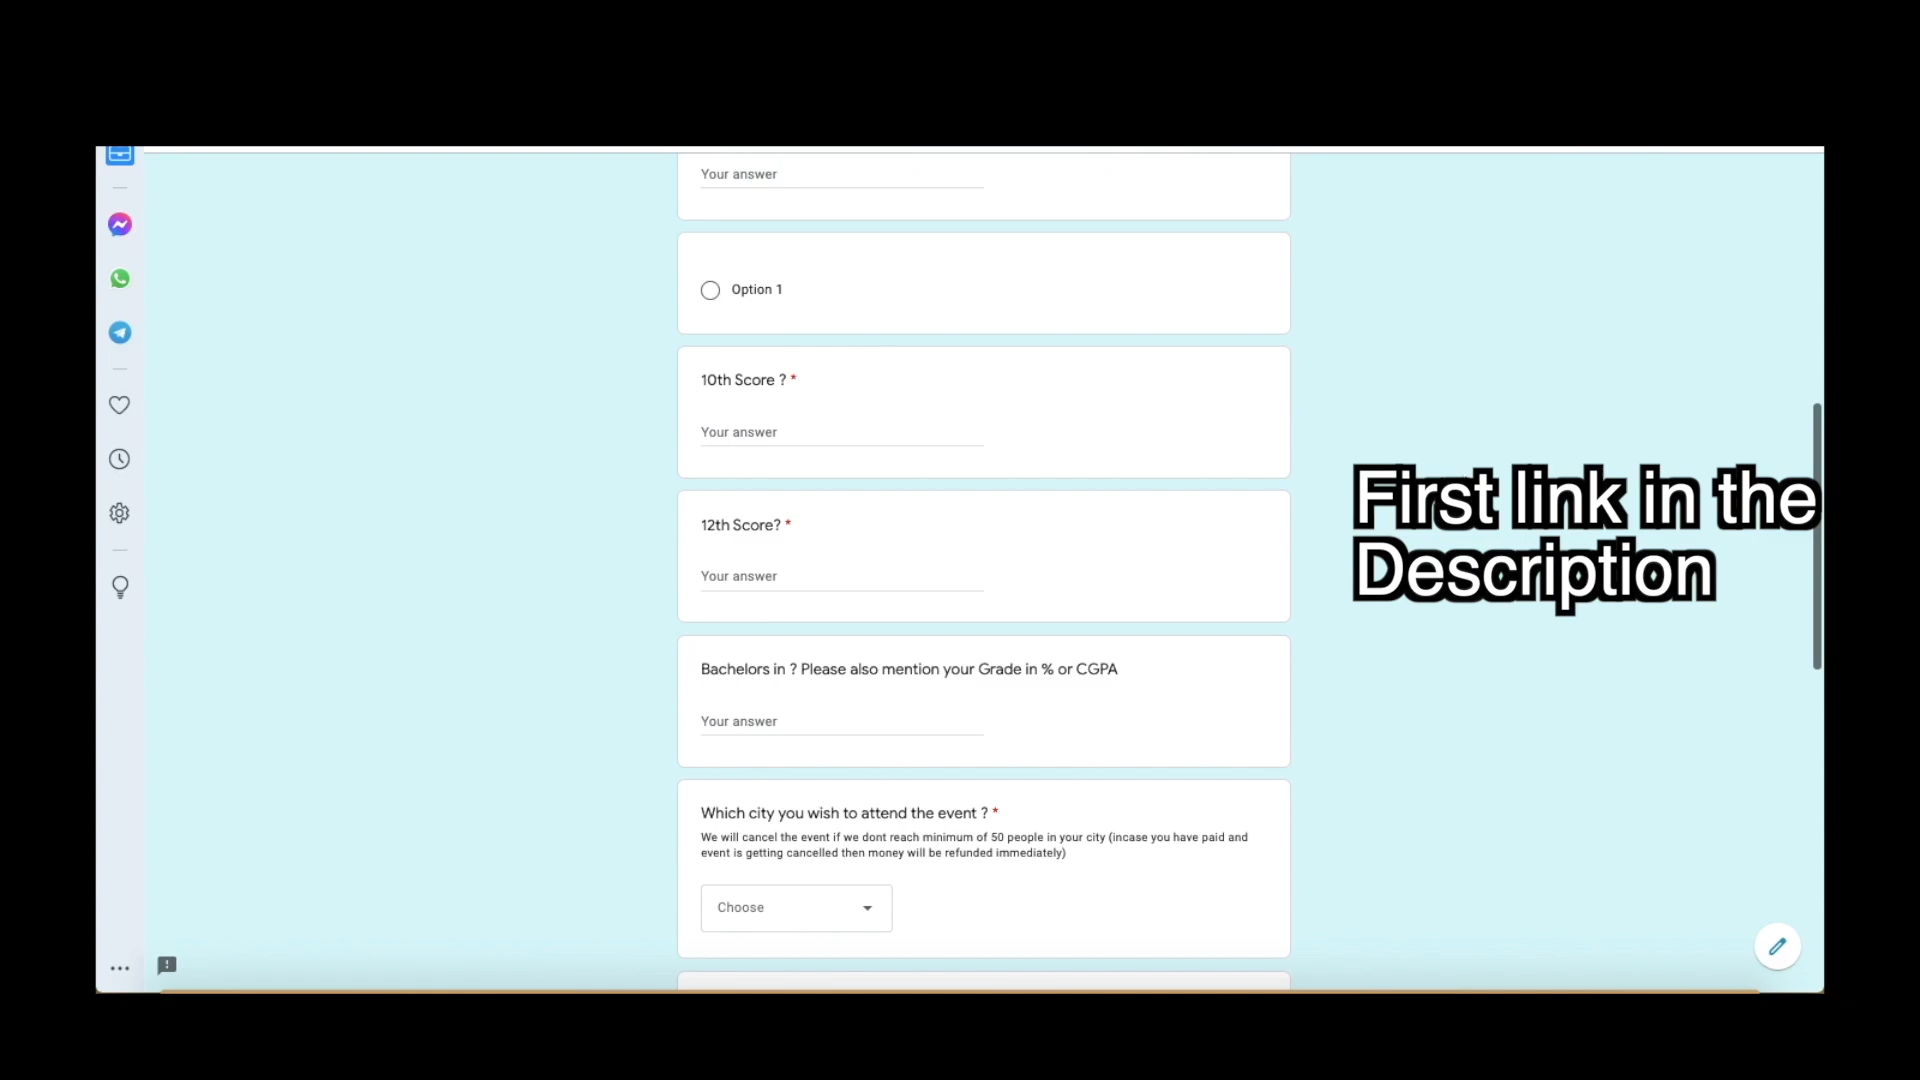 Your answer
Option 1
10th Score ? *
Your answer
12th Score? *
Your answer
Bachelors in ? Please also mention your Grade in % or CGPA
Your answer
Which city you wish to attend the event ? *
We will cancel the event if we dont reach minimum of 50 people in your city (incase you have paid and
event is getting cancelled then money will be refunded immediately)
Choose
First link in the
Description